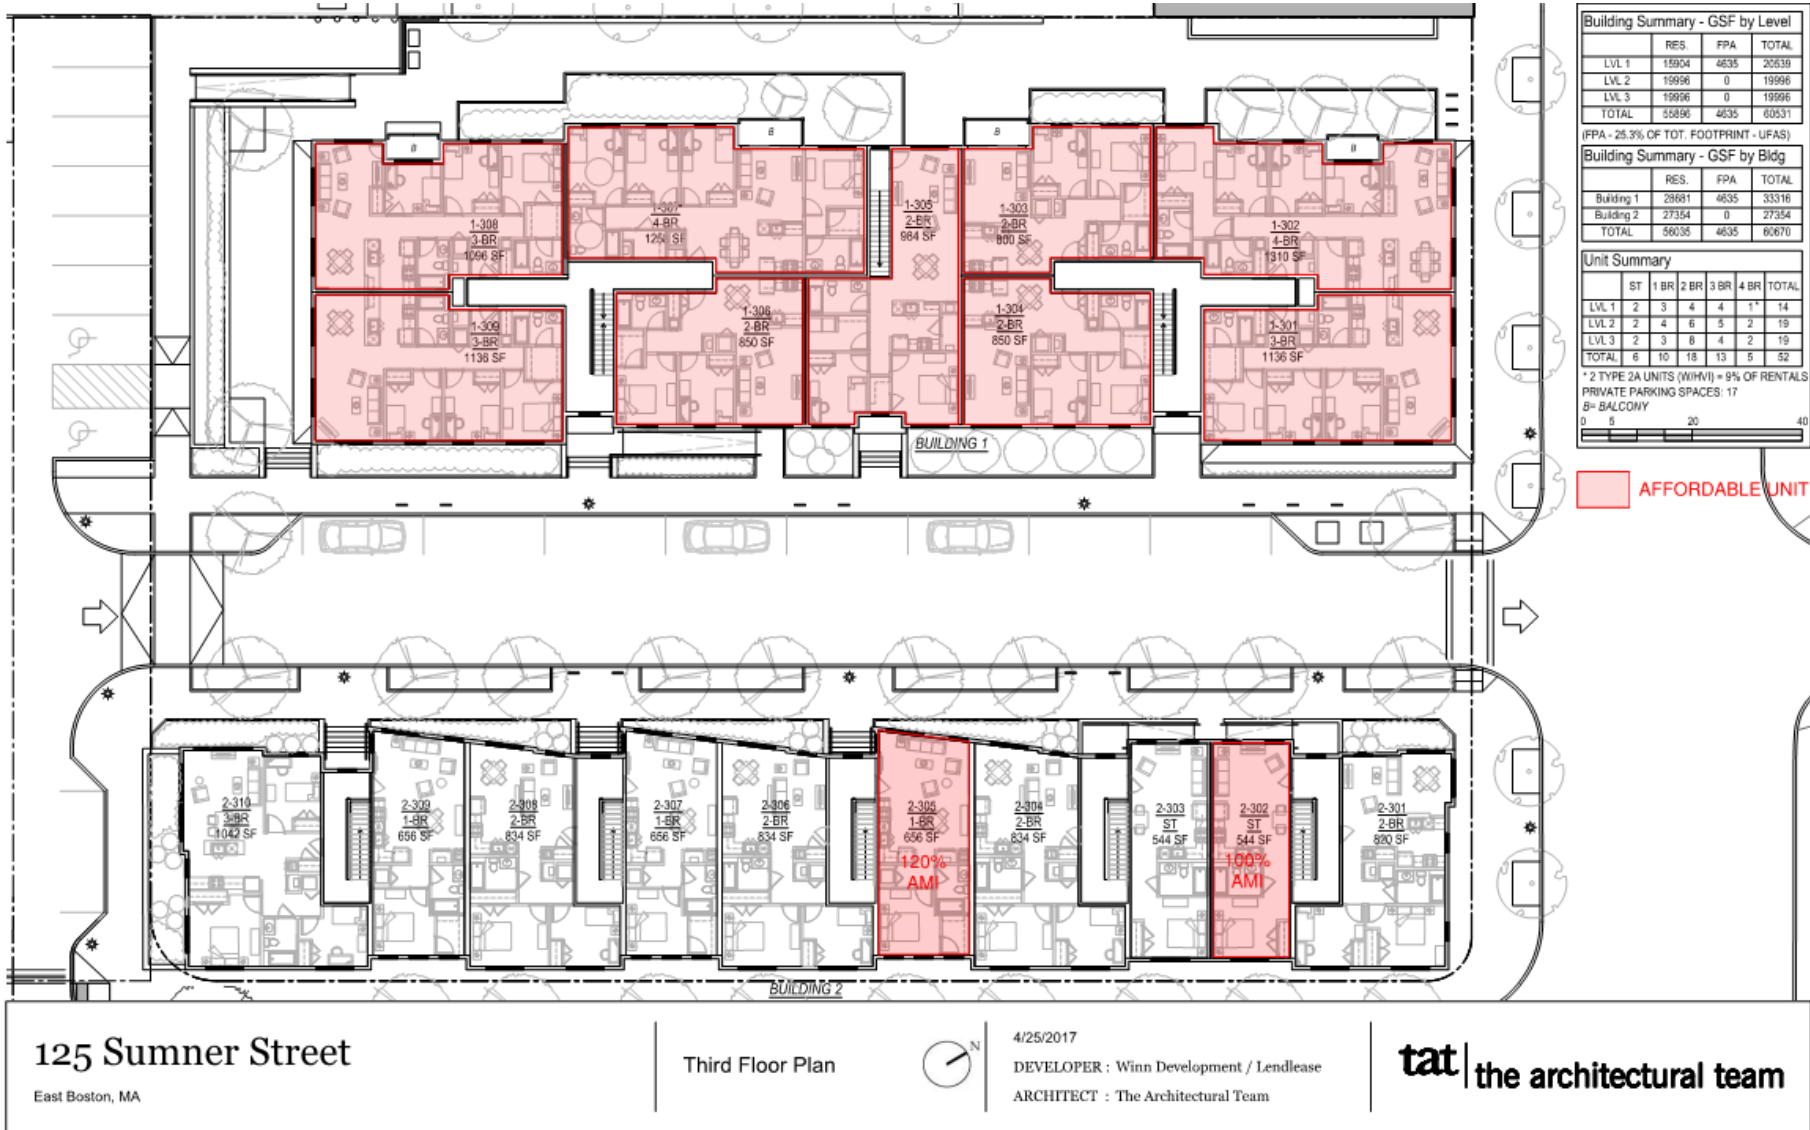 Building Summary - GSF by Level
RES. FPA TOTAL
LVL 1 15904 4635 20539
LVL 2 19996 0 19996
LVL 3 19996 0 19996
TOTAL 55896 4635 60531
(FPA - 25.3% OF TOT. FOOTPRINT - UFAS)
Building Summary - GSF by Bldg
RES. FPA TOTAL
Building 1 28681 4635 33316
Building 2 27354 0 27354
TOTAL 56035 4635 60670
Unit Summary
ST 1 BR 2 BR 3 BR 4 BR TOTAL
LVL 1 2 3 4 4 1* 14
LVL 2 2 4 6 5 2 19
LVL 3 2 3 8 4 2 19
TOTAL 6 10 18 13 5 52
* 2 TYPE 2A UNITS (W/HVI) = 9% OF RENTALS
PRIVATE PARKING SPACES: 17
B= BALCONY
0 5 20 40
AFFORDABLE UNIT
B
B
B
B
1-308
3-BR
1096 SF
1-307
4-BR
SF
1-305
2-BR
984 SF
1-303
2-BR
800 SF
1-302
4-BR
1310 SF
1-309
3-BR
1136 SF
1-306
2-BR
850 SF
1-304
2-BR
850 SF
1-301
3-BR
1136 SF
BUILDING 1
2-310
3-BR
1042 SF
2-309
1-BR
656 SF
2-308
2-BR
834 SF
2-307
1-BR
656 SF
2-306
2-BR
834 SF
2-305
1-BR
656 SF
120%
AMI
2-304
2-BR
834 SF
2-303
ST
544 SF
2-302
ST
544 SF
100%
AMI
2-301
2-BR
820 SF
BUILDING 2
125 Sumner Street
East Boston, MA
Third Floor Plan
N
4/25/2017
DEVELOPER : Winn Development / Lendlease
ARCHITECT : The Architectural Team
tat | the architectural team